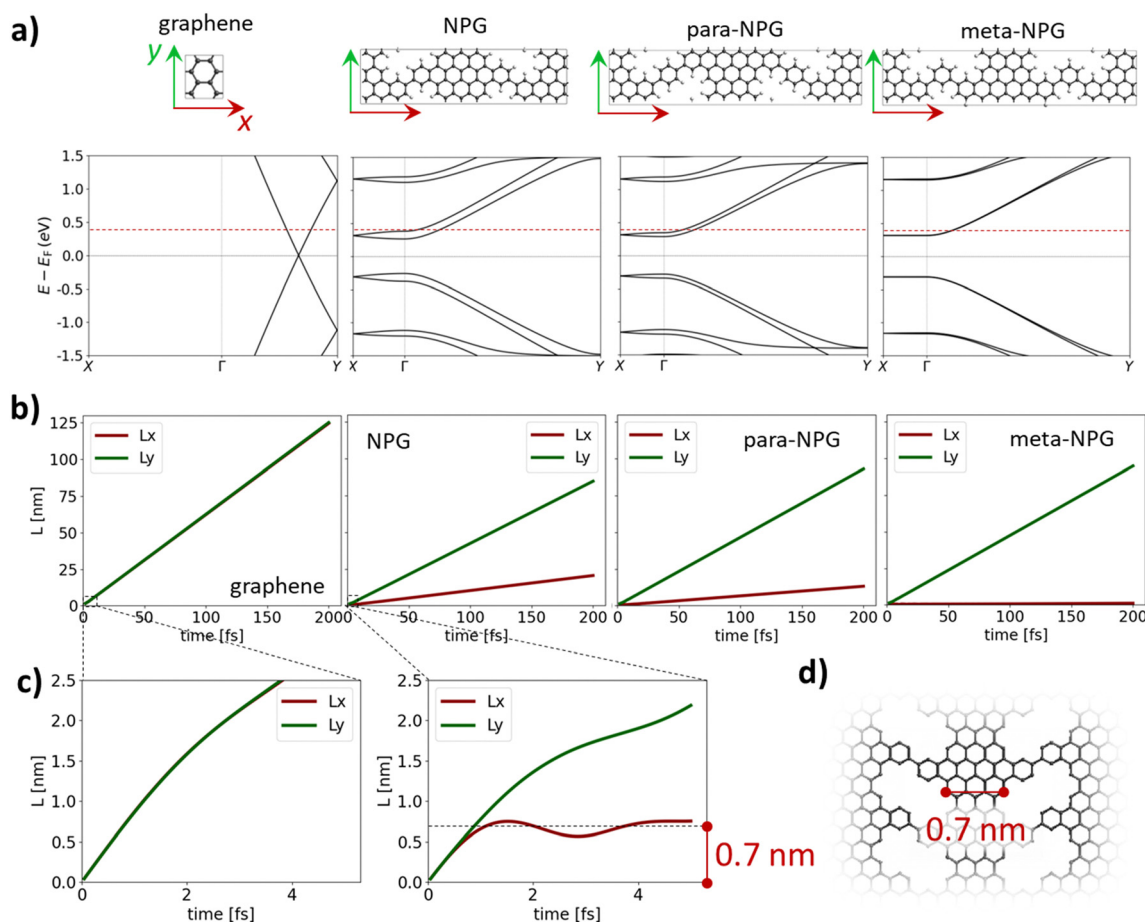 a)
graphene
NPG
para-NPG
meta-NPG
y
x
E − E_F (eV)
1.5
1.0
0.5
0.0
-0.5
-1.0
-1.5
X Γ Y
X Γ Y
X Γ Y
X Γ Y
b)
L [nm]
125
100
75
50
25
0
Lx
Ly
graphene
0 50 100 150 200
time [fs]
NPG
Lx
Ly
0 50 100 150 200
time [fs]
Lx
Ly
para-NPG
0 50 100 150 200
time [fs]
Lx
Ly
meta-NPG
0 50 100 150 200
time [fs]
c)
L [nm]
2.5
2.0
1.5
1.0
0.5
0.0
Lx
Ly
0 2 4
time [fs]
L [nm]
2.5
2.0
1.5
1.0
0.5
0.0
Lx
Ly
0 2 4
time [fs]
0.7 nm
d)
0.7 nm